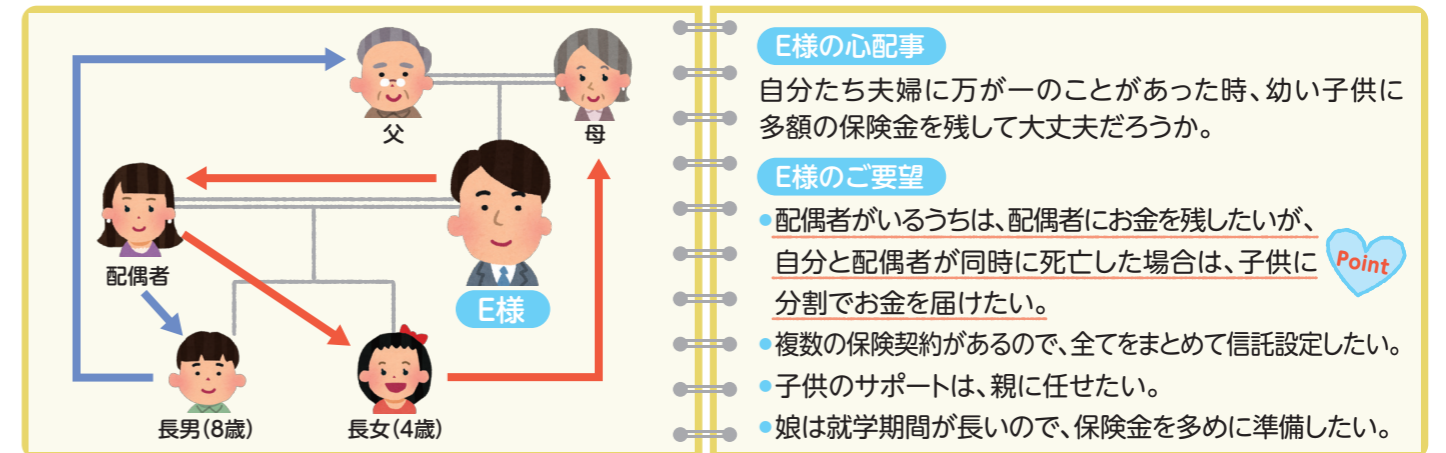 父
母
配偶者
E様
長男(8歳)
長女(4歳)
E様の心配事
自分たち夫婦に万が一のことがあった時、幼い子供に
多額の保険金を残して大丈夫だろうか。
E様のご要望
●配偶者がいるうちは、配偶者にお金を残したいが、
自分と配偶者が同時に死亡した場合は、子供に
分割でお金を届けたい。
Point
●複数の保険契約があるので、全てをまとめて信託設定したい。
●子供のサポートは、親に任せたい。
●娘は就学期間が長いので、保険金を多めに準備したい。